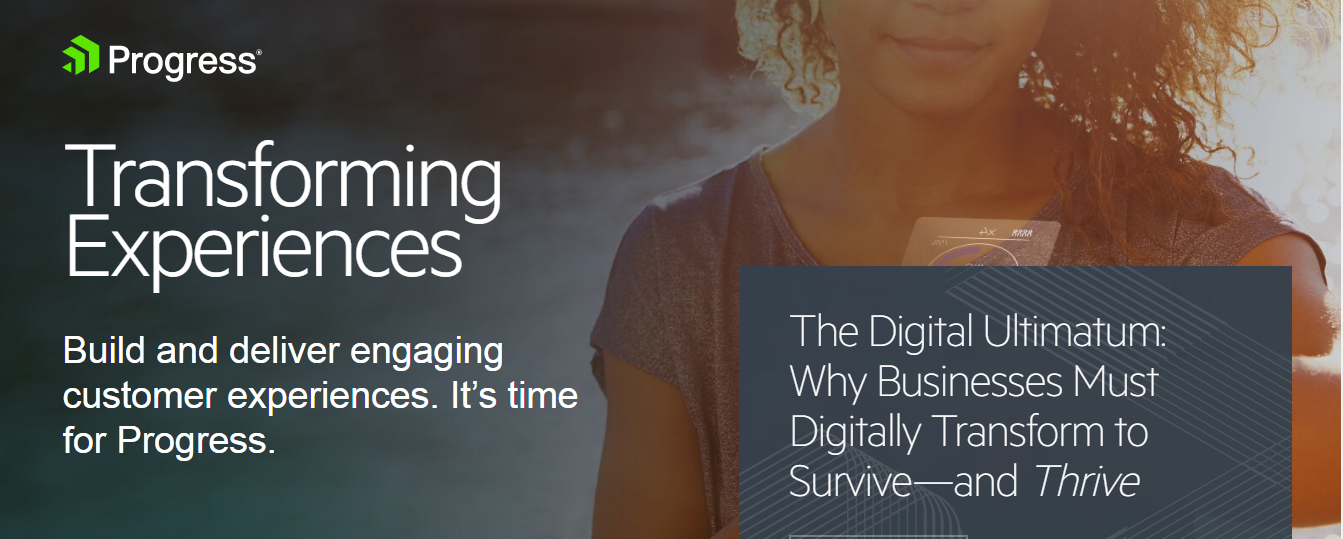 Progress®
Transforming
Experiences
Build and deliver engaging
customer experiences. It’s time
for Progress.
The Digital Ultimatum:
Why Businesses Must
Digitally Transform to
Survive—and Thrive